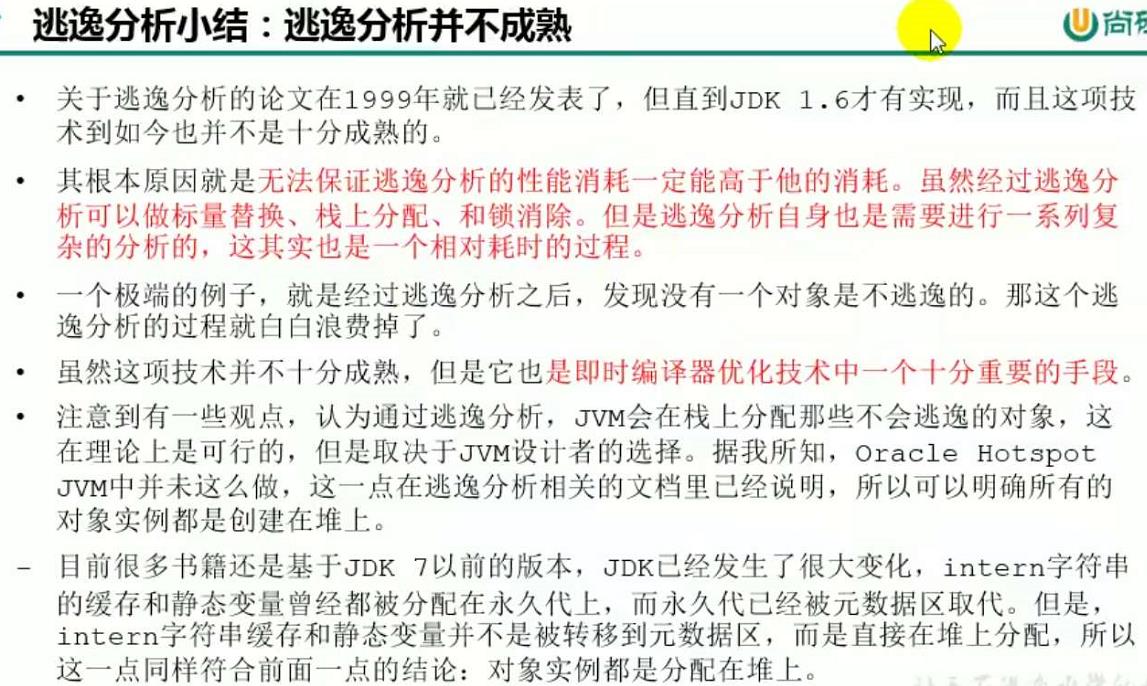 逃逸分析小结：逃逸分析并不成熟
尚
• 关于逃逸分析的论文在1999年就已经发表了，但直到JDK 1.6才有实现，而且这项技
术到如今也并不是十分成熟的。
• 其根本原因就是无法保证逃逸分析的性能消耗一定能高于他的消耗。虽然经过逃逸分
析可以做标量替换、栈上分配、和锁消除。但是逃逸分析自身也是需要进行一系列复
杂的分析的，这其实也是一个相对耗时的过程。
• 一个极端的例子，就是经过逃逸分析之后，发现没有一个对象是不逃逸的。那这个逃
逸分析的过程就白白浪费掉了。
• 虽然这项技术并不十分成熟，但是它也是即时编译器优化技术中一个十分重要的手段。
• 注意到有一些观点，认为通过逃逸分析，JVM会在栈上分配那些不会逃逸的对象，这
在理论上是可行的，但是取决于JVM设计者的选择。据我所知，Oracle Hotspot
JVM中并未这么做，这一点在逃逸分析相关的文档里已经说明，所以可以明确所有的
对象实例都是创建在堆上。
– 目前很多书籍还是基于JDK 7以前的版本，JDK已经发生了很大变化，intern字符串
的缓存和静态变量曾经都被分配在永久代上，而永久代已经被元数据区取代。但是，
intern字符串缓存和静态变量并不是被转移到元数据区，而是直接在堆上分配，所以
这一点同样符合前面一点的结论：对象实例都是分配在堆上。